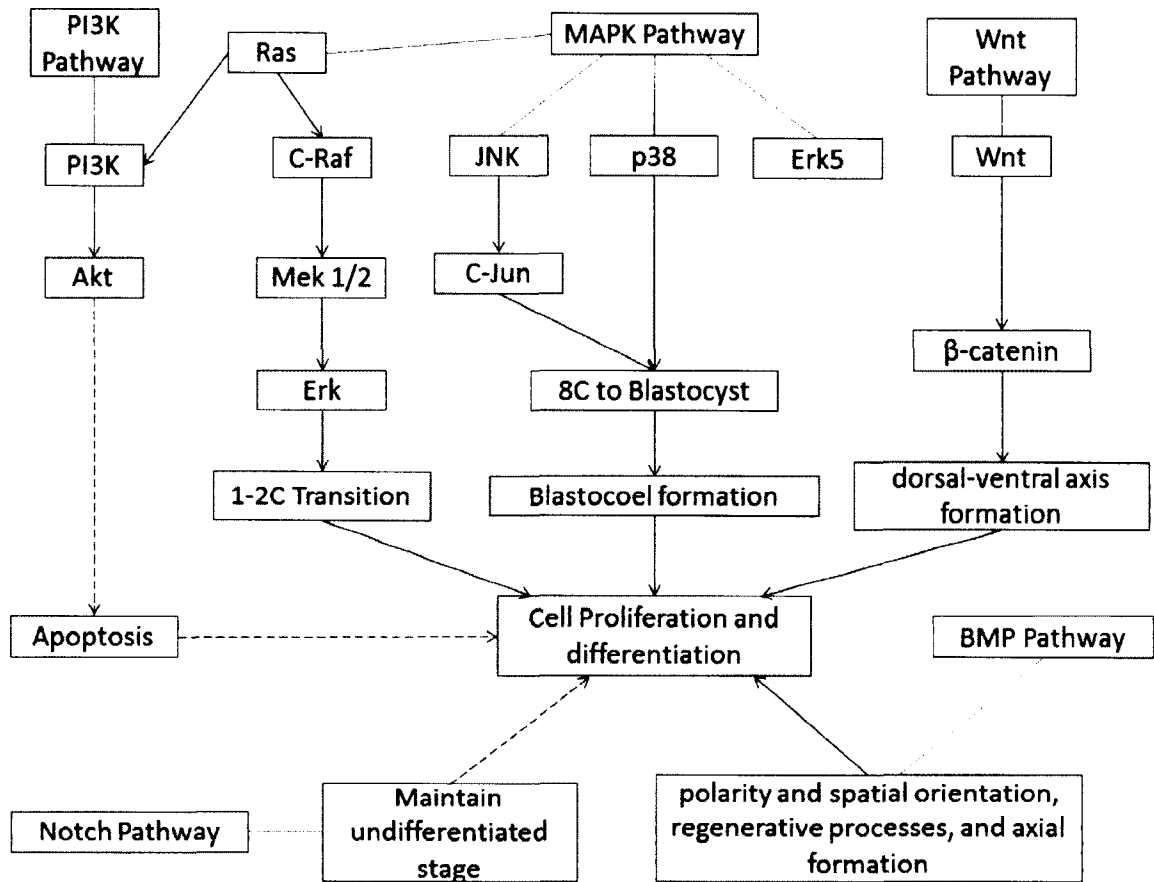 PI3K
Pathway
Ras
MAPK Pathway
Wnt
Pathway
PI3K
C-Raf
JNK
p38
Erk5
Wnt
Akt
Mek 1/2
C-Jun
β-catenin
Erk
8C to Blastocyst
1-2C Transition
Blastocoel formation
dorsal-ventral axis
formation
Apoptosis
Cell Proliferation and
differentiation
BMP Pathway
Notch Pathway
Maintain
undifferentiated
stage
polarity and spatial orientation,
regenerative processes, and axial
formation